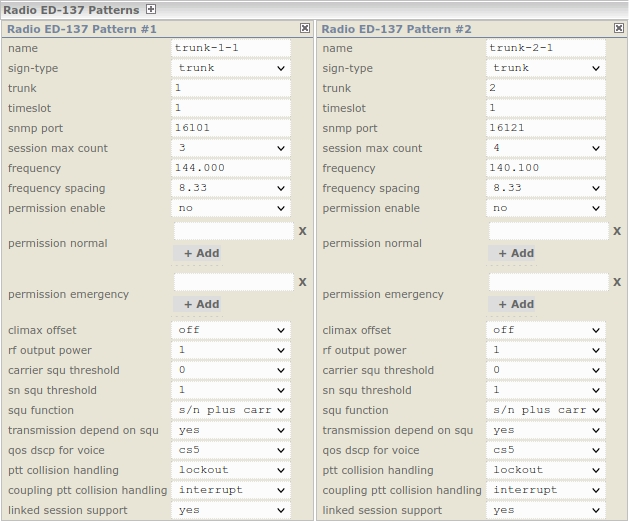 Radio ED-137 Patterns +
Radio ED-137 Pattern #1
name trunk-1-1
sign-type trunk
trunk 1
timeslot 1
snmp port 16101
session max count 3
frequency 144.000
frequency spacing 8.33
permission enable no
X
permission normal
+ Add
X
permission emergency
+ Add
climax offset off
rf output power 1
carrier squ threshold 0
sn squ threshold 1
squ function s/n plus carr
transmission depend on squ yes
qos dscp for voice cs5
ptt collision handling lockout
coupling ptt collision handling interrupt
linked session support yes
Radio ED-137 Pattern #2
name trunk-2-1
sign-type trunk
trunk 2
timeslot 1
snmp port 16121
session max count 4
frequency 140.100
frequency spacing 8.33
permission enable no
X
permission normal
+ Add
X
permission emergency
+ Add
climax offset off
rf output power 1
carrier squ threshold 0
sn squ threshold 1
squ function s/n plus carr
transmission depend on squ yes
qos dscp for voice cs5
ptt collision handling lockout
coupling ptt collision handling interrupt
linked session support yes